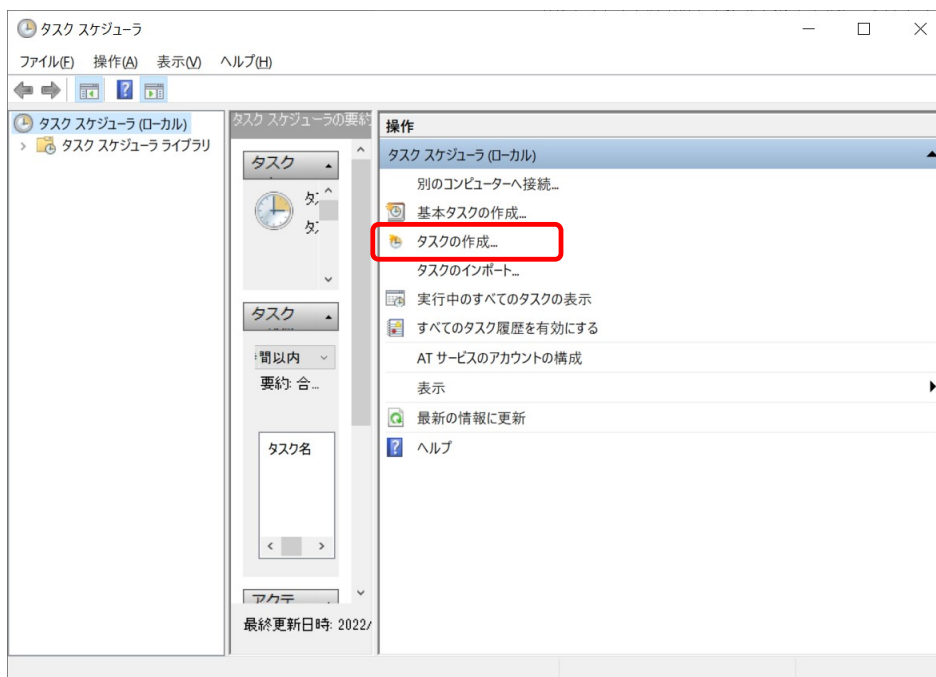 タスク スケジューラ
ファイル(F) 操作(A) 表示(V) ヘルプ(H)
タスク スケジューラ (ローカル)
タスク スケジューラ ライブラリ
タスク スケジューラの要約
タスク
タ
タ
タスク
間以内
要約: 合...
タスク名
アクテ
最終更新日時: 2022/
操作
タスク スケジューラ (ローカル)
別のコンピューターへ接続...
基本タスクの作成...
タスクの作成...
タスクのインポート...
実行中のすべてのタスクの表示
すべてのタスク履歴を有効にする
AT サービスのアカウントの構成
表示
最新の情報に更新
ヘルプ